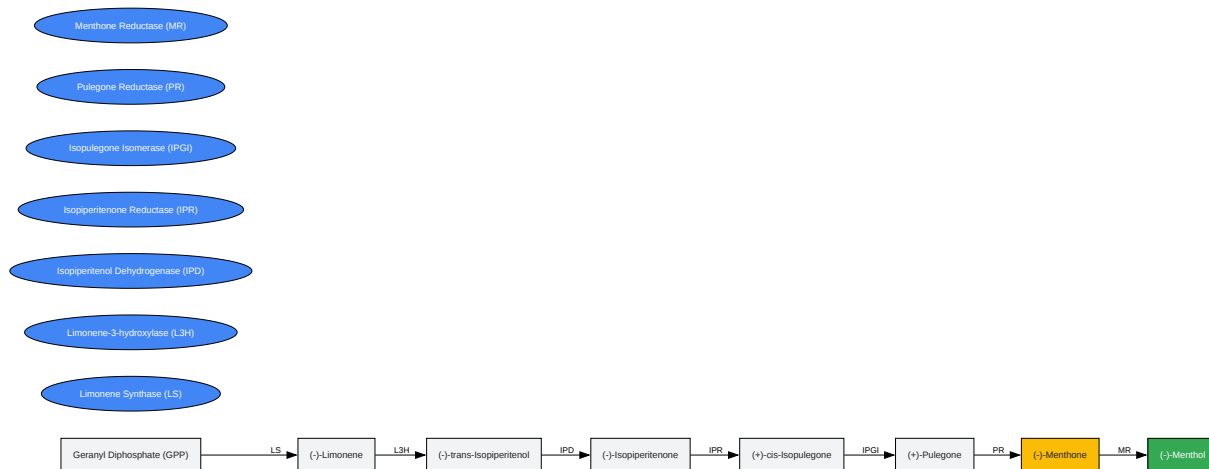 Menthone Reductase (MR)
Pulegone Reductase (PR)
Isopulegone Isomerase (IPGI)
Isopiperitenone Reductase (IPR)
Isopiperitenol Dehydrogenase (IPD)
Limonene-3-hydroxylase (L3H)
Limonene Synthase (LS)
Geranyl Diphosphate (GPP) LS (-)-Limonene L3H (-)-trans-Isopiperitenol IPD (-)-Isopiperitenone IPR (+)-cis-Isopulegone IPGI (+)-Pulegone PR (-)-Menthone MR (-)-Menthol